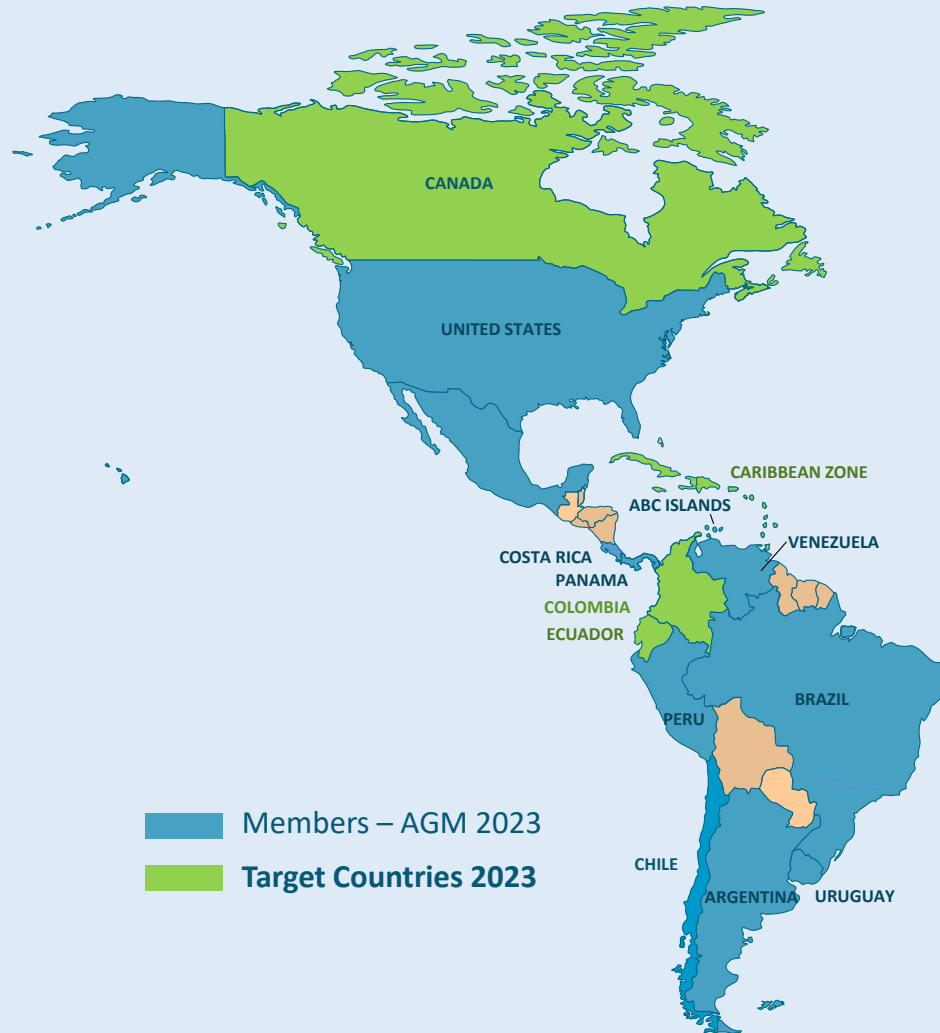 CANADA
UNITED STATES
CARIBBEAN ZONE
ABC ISLANDS
VENEZUELA
COSTA RICA
PANAMA
COLOMBIA
ECUADOR
BRAZIL
PERU
Members – AGM 2023
Target Countries 2023
CHILE
ARGENTINA
URUGUAY